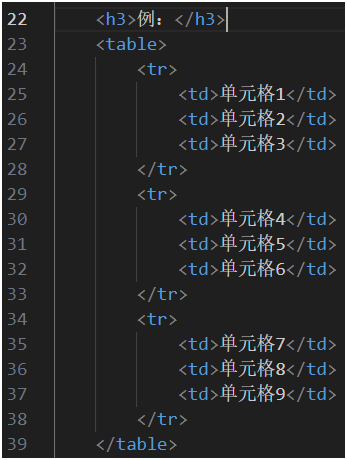 22 <h3>例：</h3>
23 <table>
24 <tr>
25 <td>单元格1</td>
26 <td>单元格2</td>
27 <td>单元格3</td>
28 </tr>
29 <tr>
30 <td>单元格4</td>
31 <td>单元格5</td>
32 <td>单元格6</td>
33 </tr>
34 <tr>
35 <td>单元格7</td>
36 <td>单元格8</td>
37 <td>单元格9</td>
38 </tr>
39 </table>